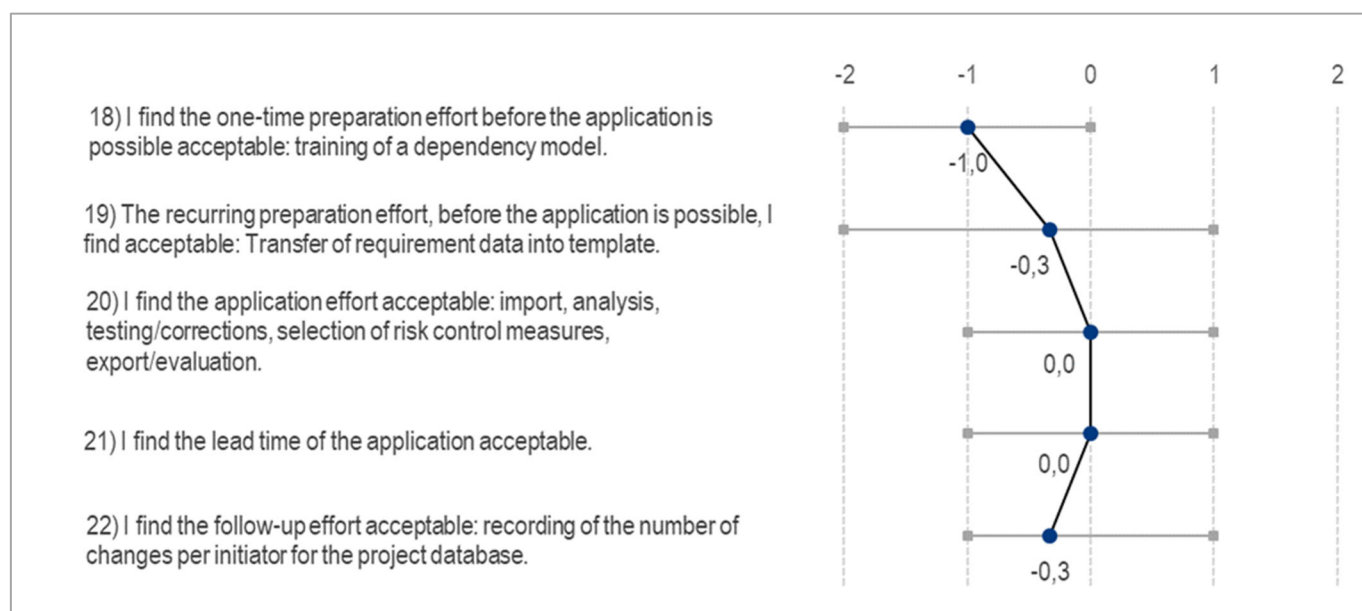 -2 -1 0 1 2
18) I find the one-time preparation effort before the application is
possible acceptable: training of a dependency model.
-1,0
19) The recurring preparation effort, before the application is possible, I
find acceptable: Transfer of requirement data into template.
-0,3
20) I find the application effort acceptable: import, analysis,
testing/corrections, selection of risk control measures,
export/evaluation.
0,0
21) I find the lead time of the application acceptable.
0,0
22) I find the follow-up effort acceptable: recording of the number of
changes per initiator for the project database.
-0,3